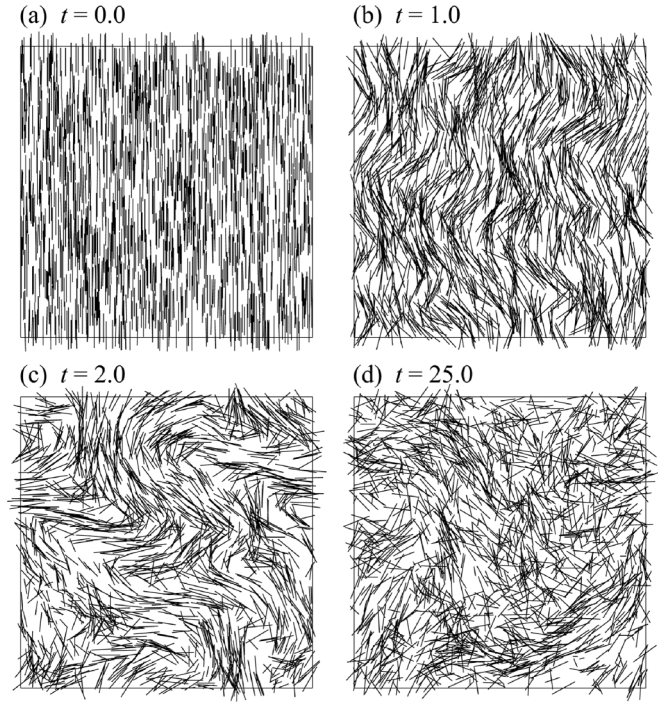 (a) t = 0.0
(b) t = 1.0
(c) t = 2.0
(d) t = 25.0